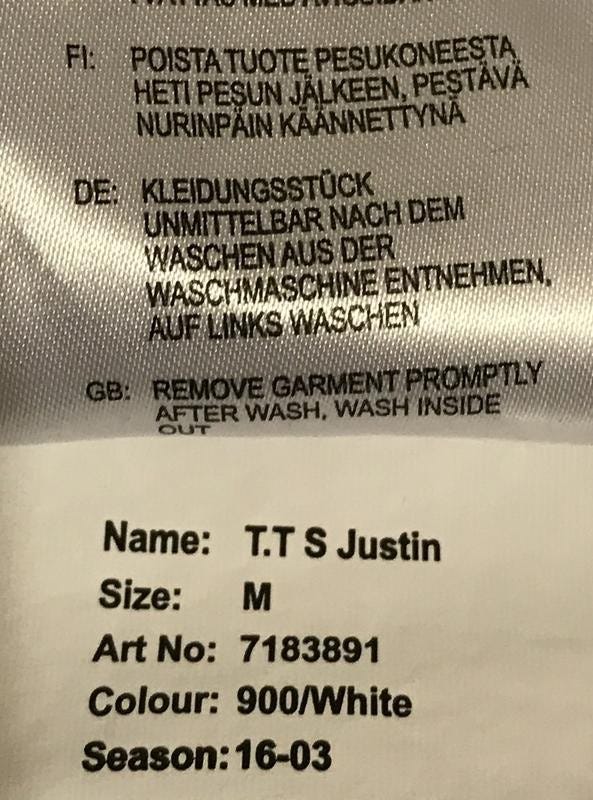 FI: POISTA TUOTE PESUKONEESTA
HETI PESUN JÄLKEEN, PESTÄVÄ
NURINPÄIN KÄÄNNETTYNÄ
DE: KLEIDUNGSSTÜCK
UNMITTELBAR NACH DEM
WASCHEN AUS DER
WASCHMASCHINE ENTNEHMEN,
AUF LINKS WASCHEN
GB: REMOVE GARMENT PROMPTLY
AFTER WASH, WASH INSIDE
OUT
Name: T.T S Justin
Size: M
Art No: 7183891
Colour: 900/White
Season: 16-03